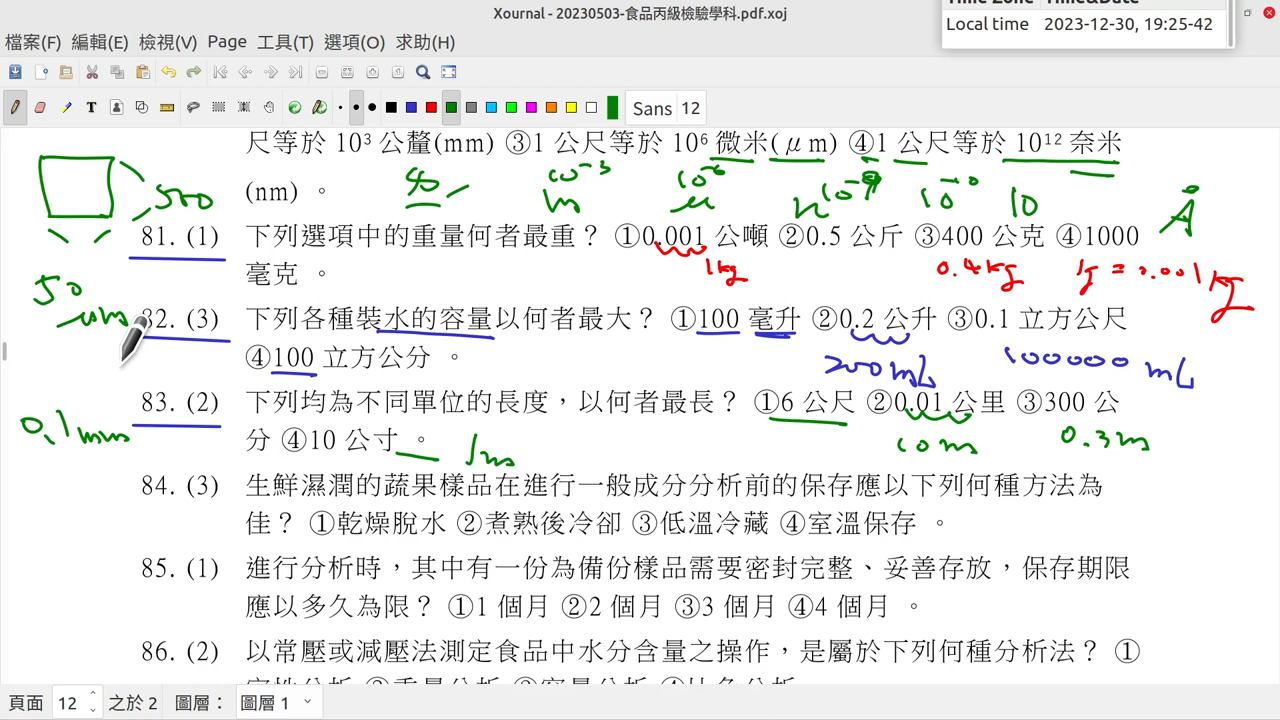 Xournal - 20230503-食品丙級檢驗學科.pdf.xoj
Local time 2023-12-30, 19:25-42
檔案(F) 編輯(E) 檢視(V) Page 工具(T) 選項(O) 求助(H)
Sans 12
尺等於 10³ 公釐(mm) ③1 公尺等於 10⁶ 微米(μm) ④1 公尺等於 10¹² 奈米
(nm) 。
500
10⁻³ 10⁻⁶
m μ n 10 Å
81. (1) 下列選項中的重量何者最重？ ①0.001 公噸 ②0.5 公斤 ③400 公克 ④1000
毫克 。
1kg 0.4kg 1g = 0.001kg
50
μm
82. (3) 下列各種裝水的容量以何者最大？ ①100 毫升 ②0.2 公升 ③0.1 立方公尺
④100 立方公分 。
200mL 100000 mL
83. (2) 下列均為不同單位的長度，以何者最長？ ①6 公尺 ②0.01 公里 ③300 公
分 ④10 公寸 。
0.1mm 1m 10m 0.3m
84. (3) 生鮮濕潤的蔬果樣品在進行一般成分分析前的保存應以下列何種方法為
佳？ ①乾燥脫水 ②煮熟後冷卻 ③低溫冷藏 ④室溫保存 。
85. (1) 進行分析時，其中有一份為備份樣品需要密封完整、妥善存放，保存期限
應以多久為限？ ①1 個月 ②2 個月 ③3 個月 ④4 個月 。
86. (2) 以常壓或減壓法測定食品中水分含量之操作，是屬於下列何種分析法？ ①
頁面 12 之於 2 圖層： 圖層 1